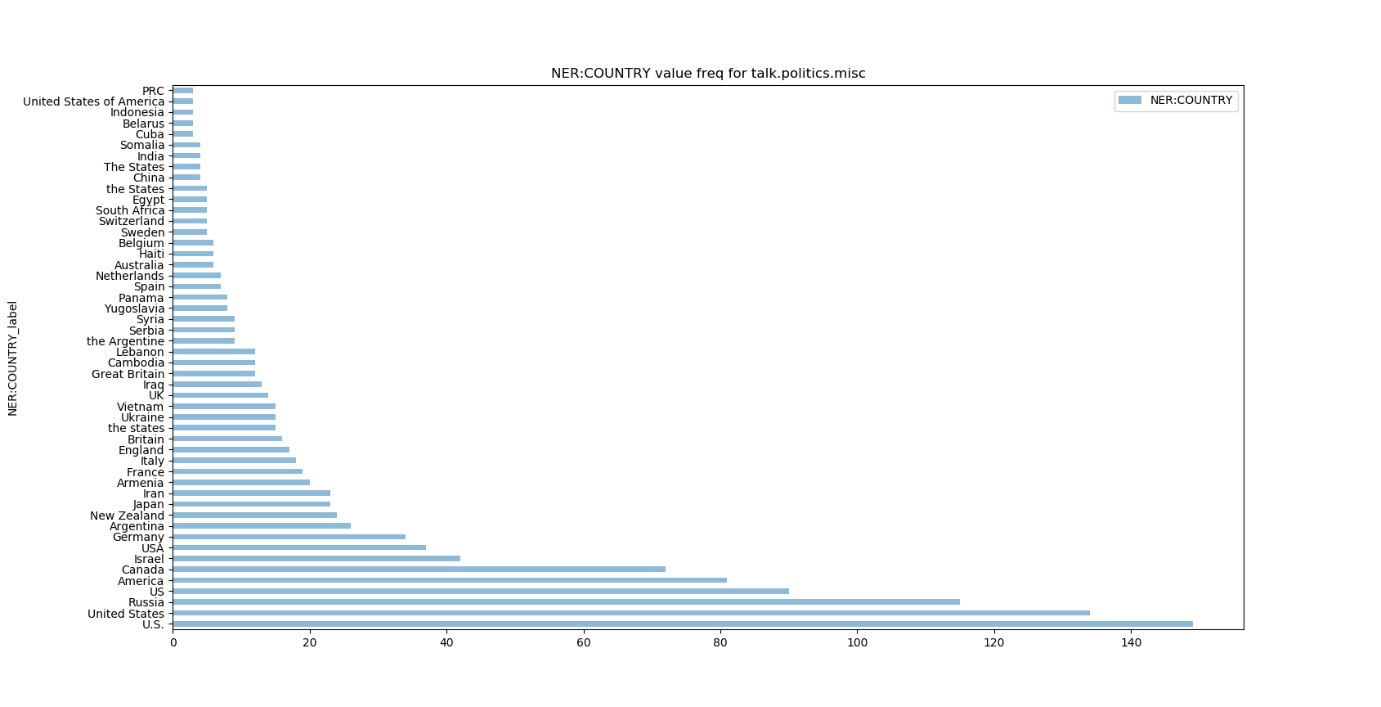 NER:COUNTRY value freq for talk.politics.misc
NER:COUNTRY
NER:COUNTRY_label
PRC
United States of America
Indonesia
Belarus
Cuba
Somalia
India
The States
China
the States
Egypt
South Africa
Switzerland
Sweden
Belgium
Haiti
Australia
Netherlands
Spain
Panama
Yugoslavia
Syria
Serbia
the Argentine
Lebanon
Cambodia
Great Britain
Iraq
UK
Vietnam
Ukraine
the states
Britain
England
Italy
France
Armenia
Iran
Japan
New Zealand
Argentina
Germany
USA
Israel
Canada
America
US
Russia
United States
U.S.
0 20 40 60 80 100 120 140